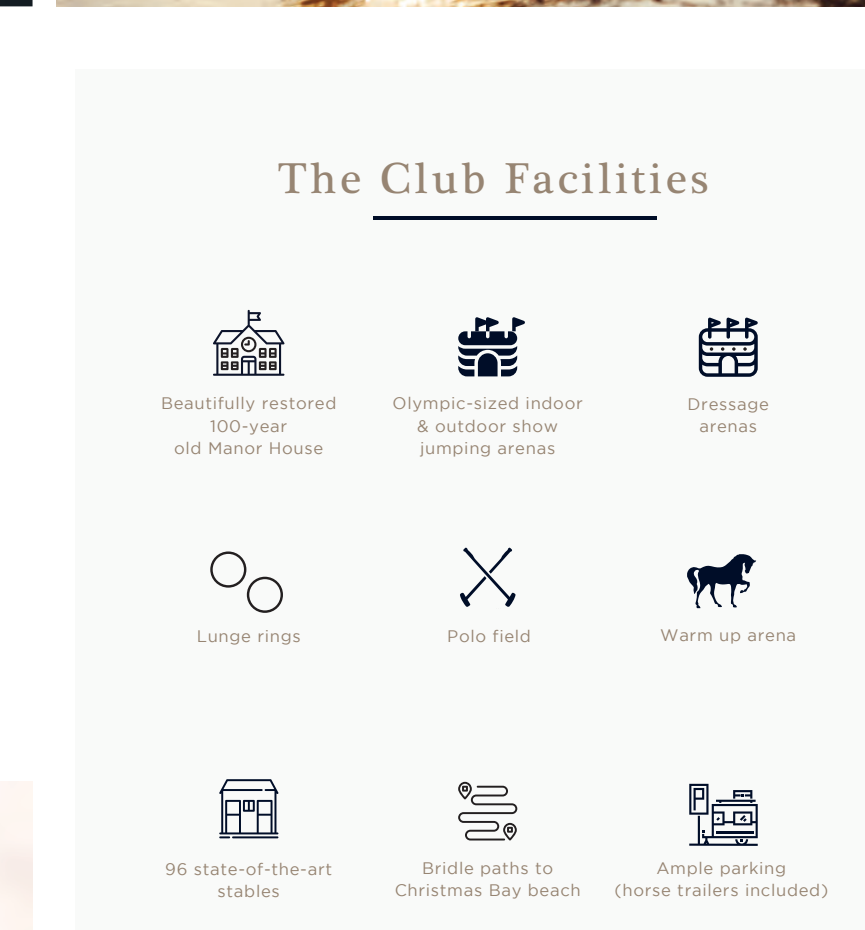 The Club Facilities
Beautifully restored
100-year
old Manor House
Olympic-sized indoor
& outdoor show
jumping arenas
Dressage
arenas
Lunge rings
Polo field
Warm up arena
P
96 state-of-the-art
stables
Bridle paths to
Christmas Bay beach
Ample parking
(horse trailers included)